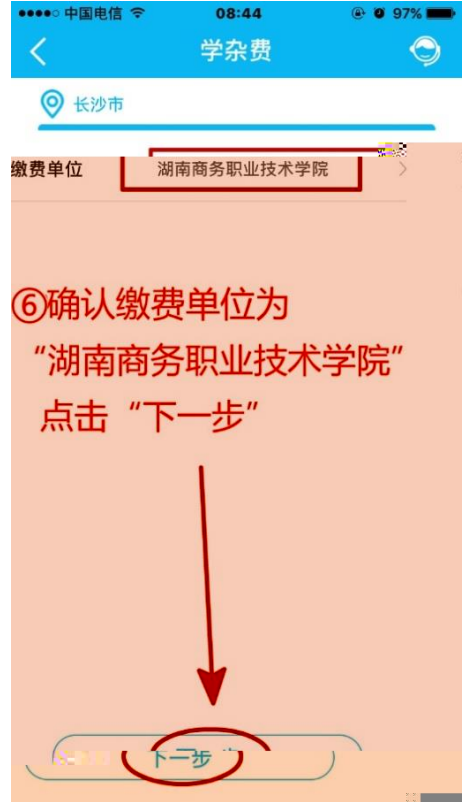 中国电信 08:44 97%
学杂费
长沙市
缴费单位 湖南商务职业技术学院
⑥确认缴费单位为
“湖南商务职业技术学院”
点击“下一步”
下一步